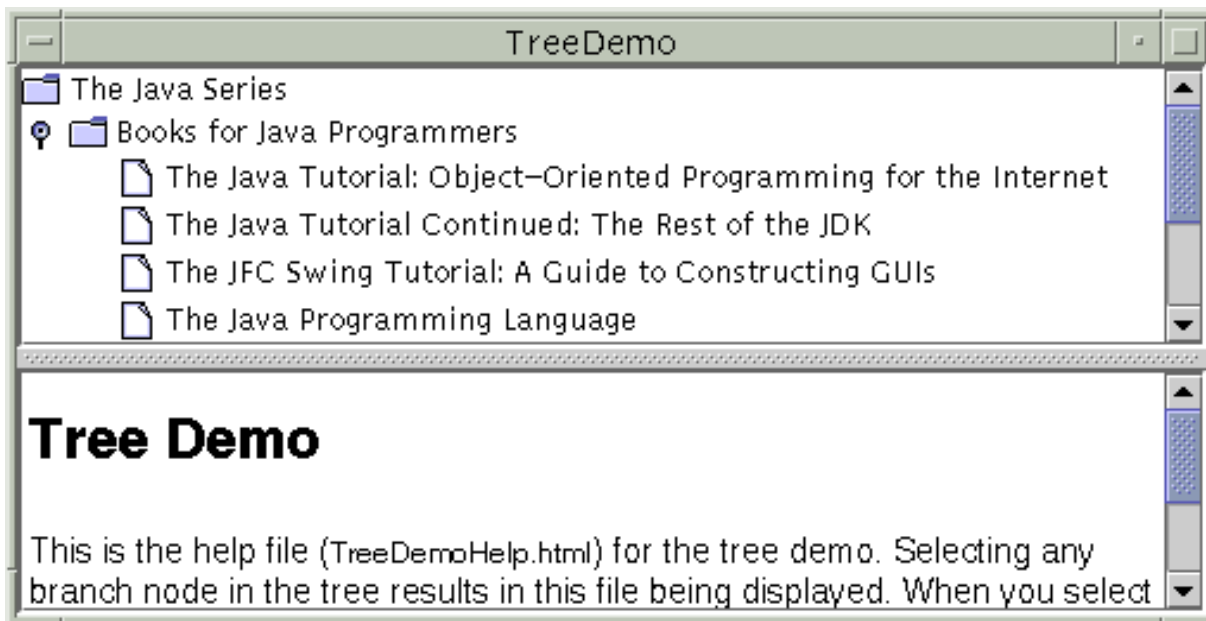 TreeDemo
The Java Series
Books for Java Programmers
The Java Tutorial: Object-Oriented Programming for the Internet
The Java Tutorial Continued: The Rest of the JDK
The JFC Swing Tutorial: A Guide to Constructing GUIs
The Java Programming Language
Tree Demo
This is the help file (TreeDemoHelp.html) for the tree demo. Selecting any
branch node in the tree results in this file being displayed. When you select